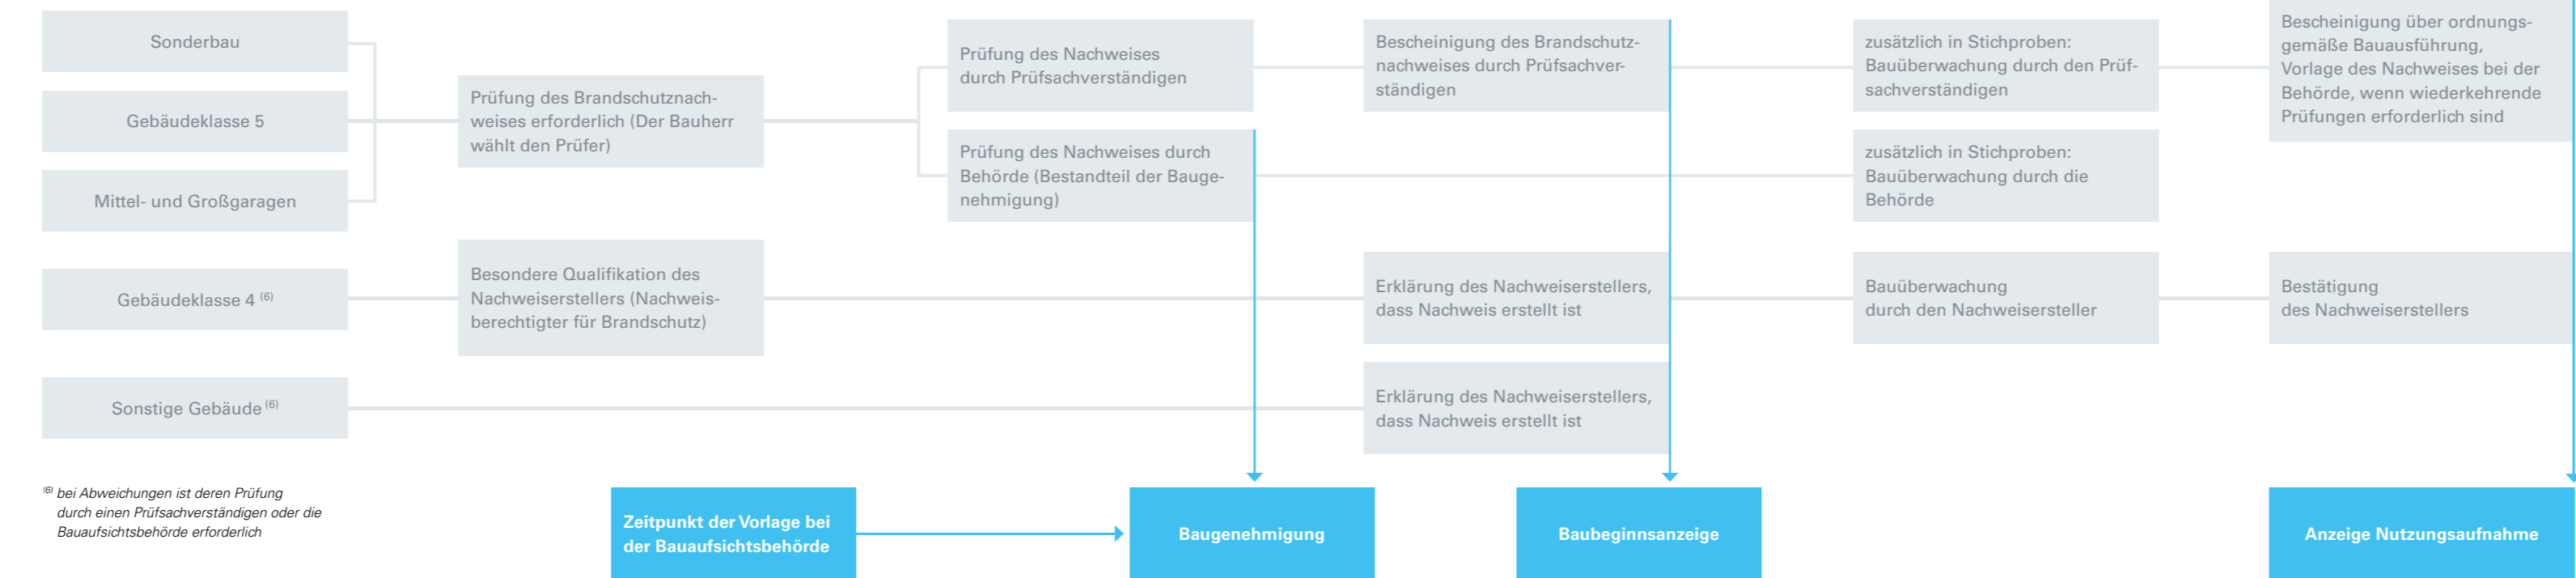 Sonderbau
Gebäudeklasse 5
Mittel- und Großgaragen
Prüfung des Brandschutznach-
weises erforderlich (Der Bauherr
wählt den Prüfer)
Prüfung des Nachweises
durch Prüfsachverständigen
Bescheinigung des Brandschutz-
nachweises durch Prüfsachver-
ständigen
zusätzlich in Stichproben:
Bauüberwachung durch den Prüf-
sachverständigen
Bescheinigung über ordnungs-
gemäße Bauausführung,
Vorlage des Nachweises bei der
Behörde, wenn wiederkehrende
Prüfungen erforderlich sind
Prüfung des Nachweises durch
Behörde (Bestandteil der Bauge-
nehmigung)
zusätzlich in Stichproben:
Bauüberwachung durch die
Behörde
Gebäudeklasse 4 (6)
Besondere Qualifikation des
Nachweiserstellers (Nachweis-
berechtigter für Brandschutz)
Erklärung des Nachweiserstellers,
dass Nachweis erstellt ist
Bauüberwachung
durch den Nachweisersteller
Bestätigung
des Nachweiserstellers
Sonstige Gebäude (6)
Erklärung des Nachweiserstellers,
dass Nachweis erstellt ist
(6) bei Abweichungen ist deren Prüfung
durch einen Prüfsachverständigen oder die
Bauaufsichtsbehörde erforderlich
Zeitpunkt der Vorlage bei
der Bauaufsichtsbehörde
Baugenehmigung
Baubeginnsanzeige
Anzeige Nutzungsaufnahme